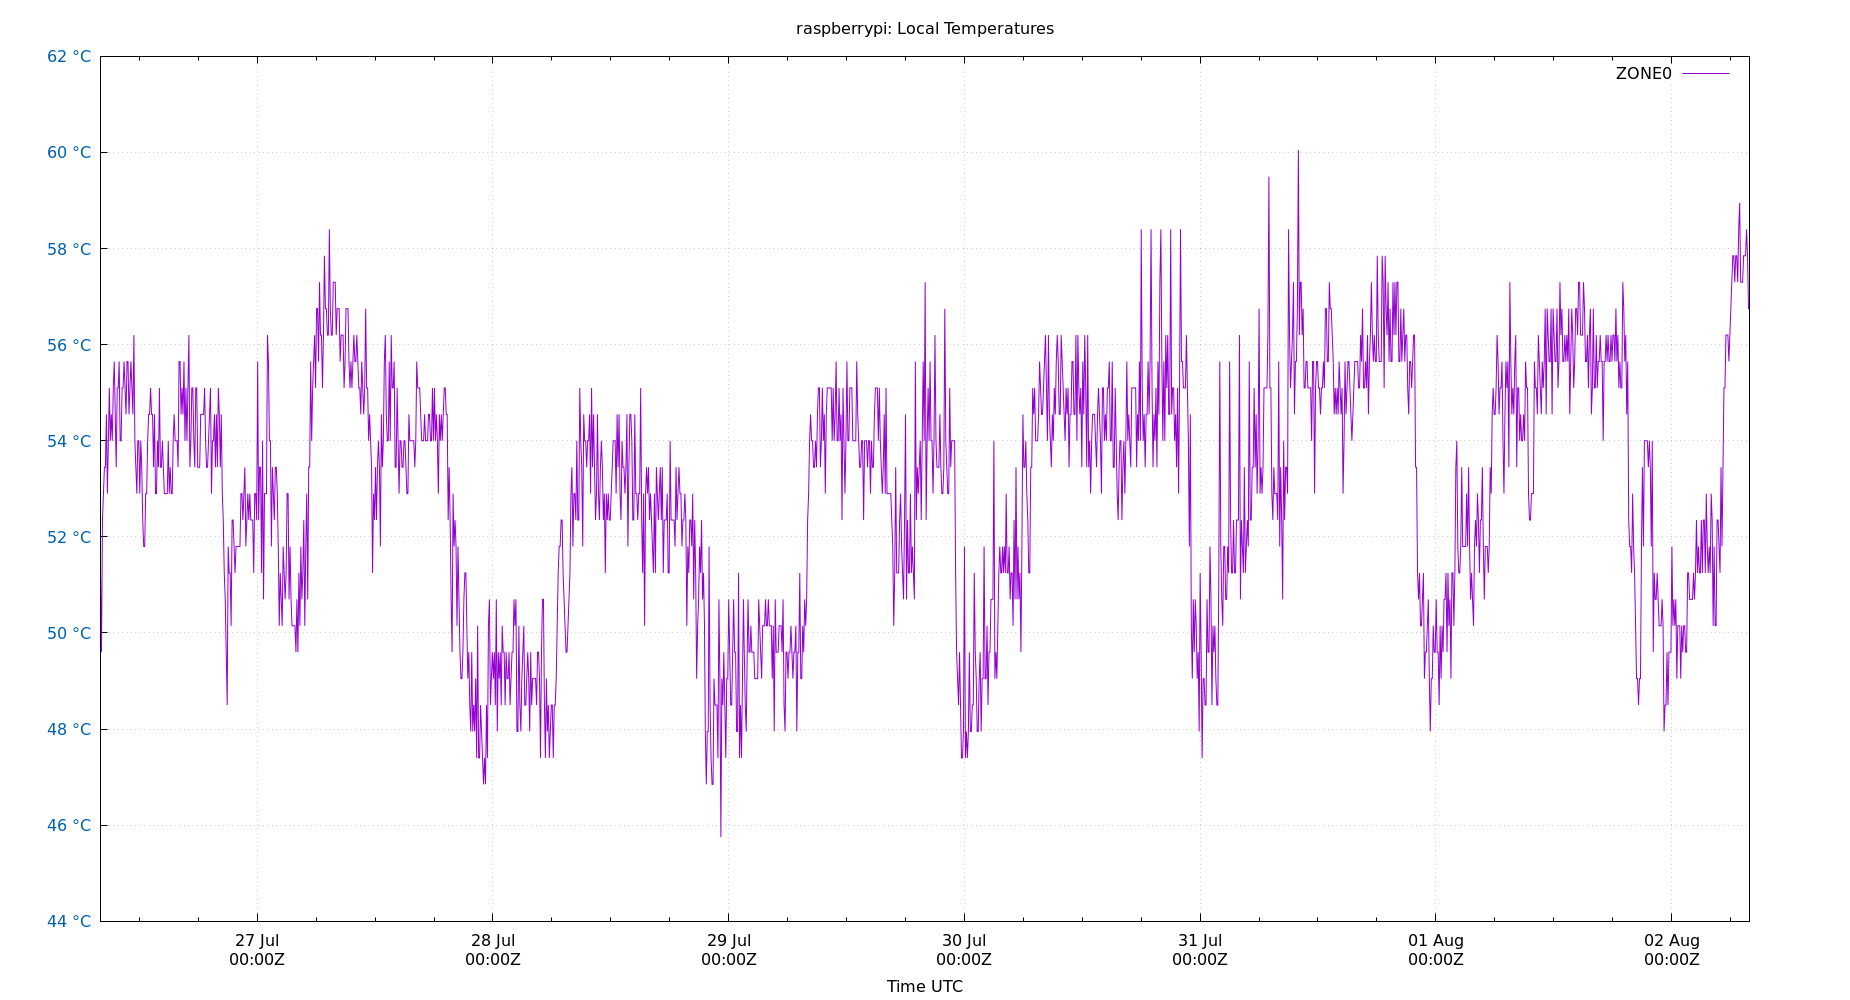 raspberrypi: Local Temperatures
62 °C
ZONE0
60 °C
58 °C
56 °C
54 °C
52 °C
50 °C
48 °C
46 °C
44 °C
27 Jul 28 Jul 29 Jul 30 Jul 31 Jul 01 Aug 02 Aug
00:00Z 00:00Z 00:00Z 00:00Z 00:00Z 00:00Z 00:00Z
Time UTC